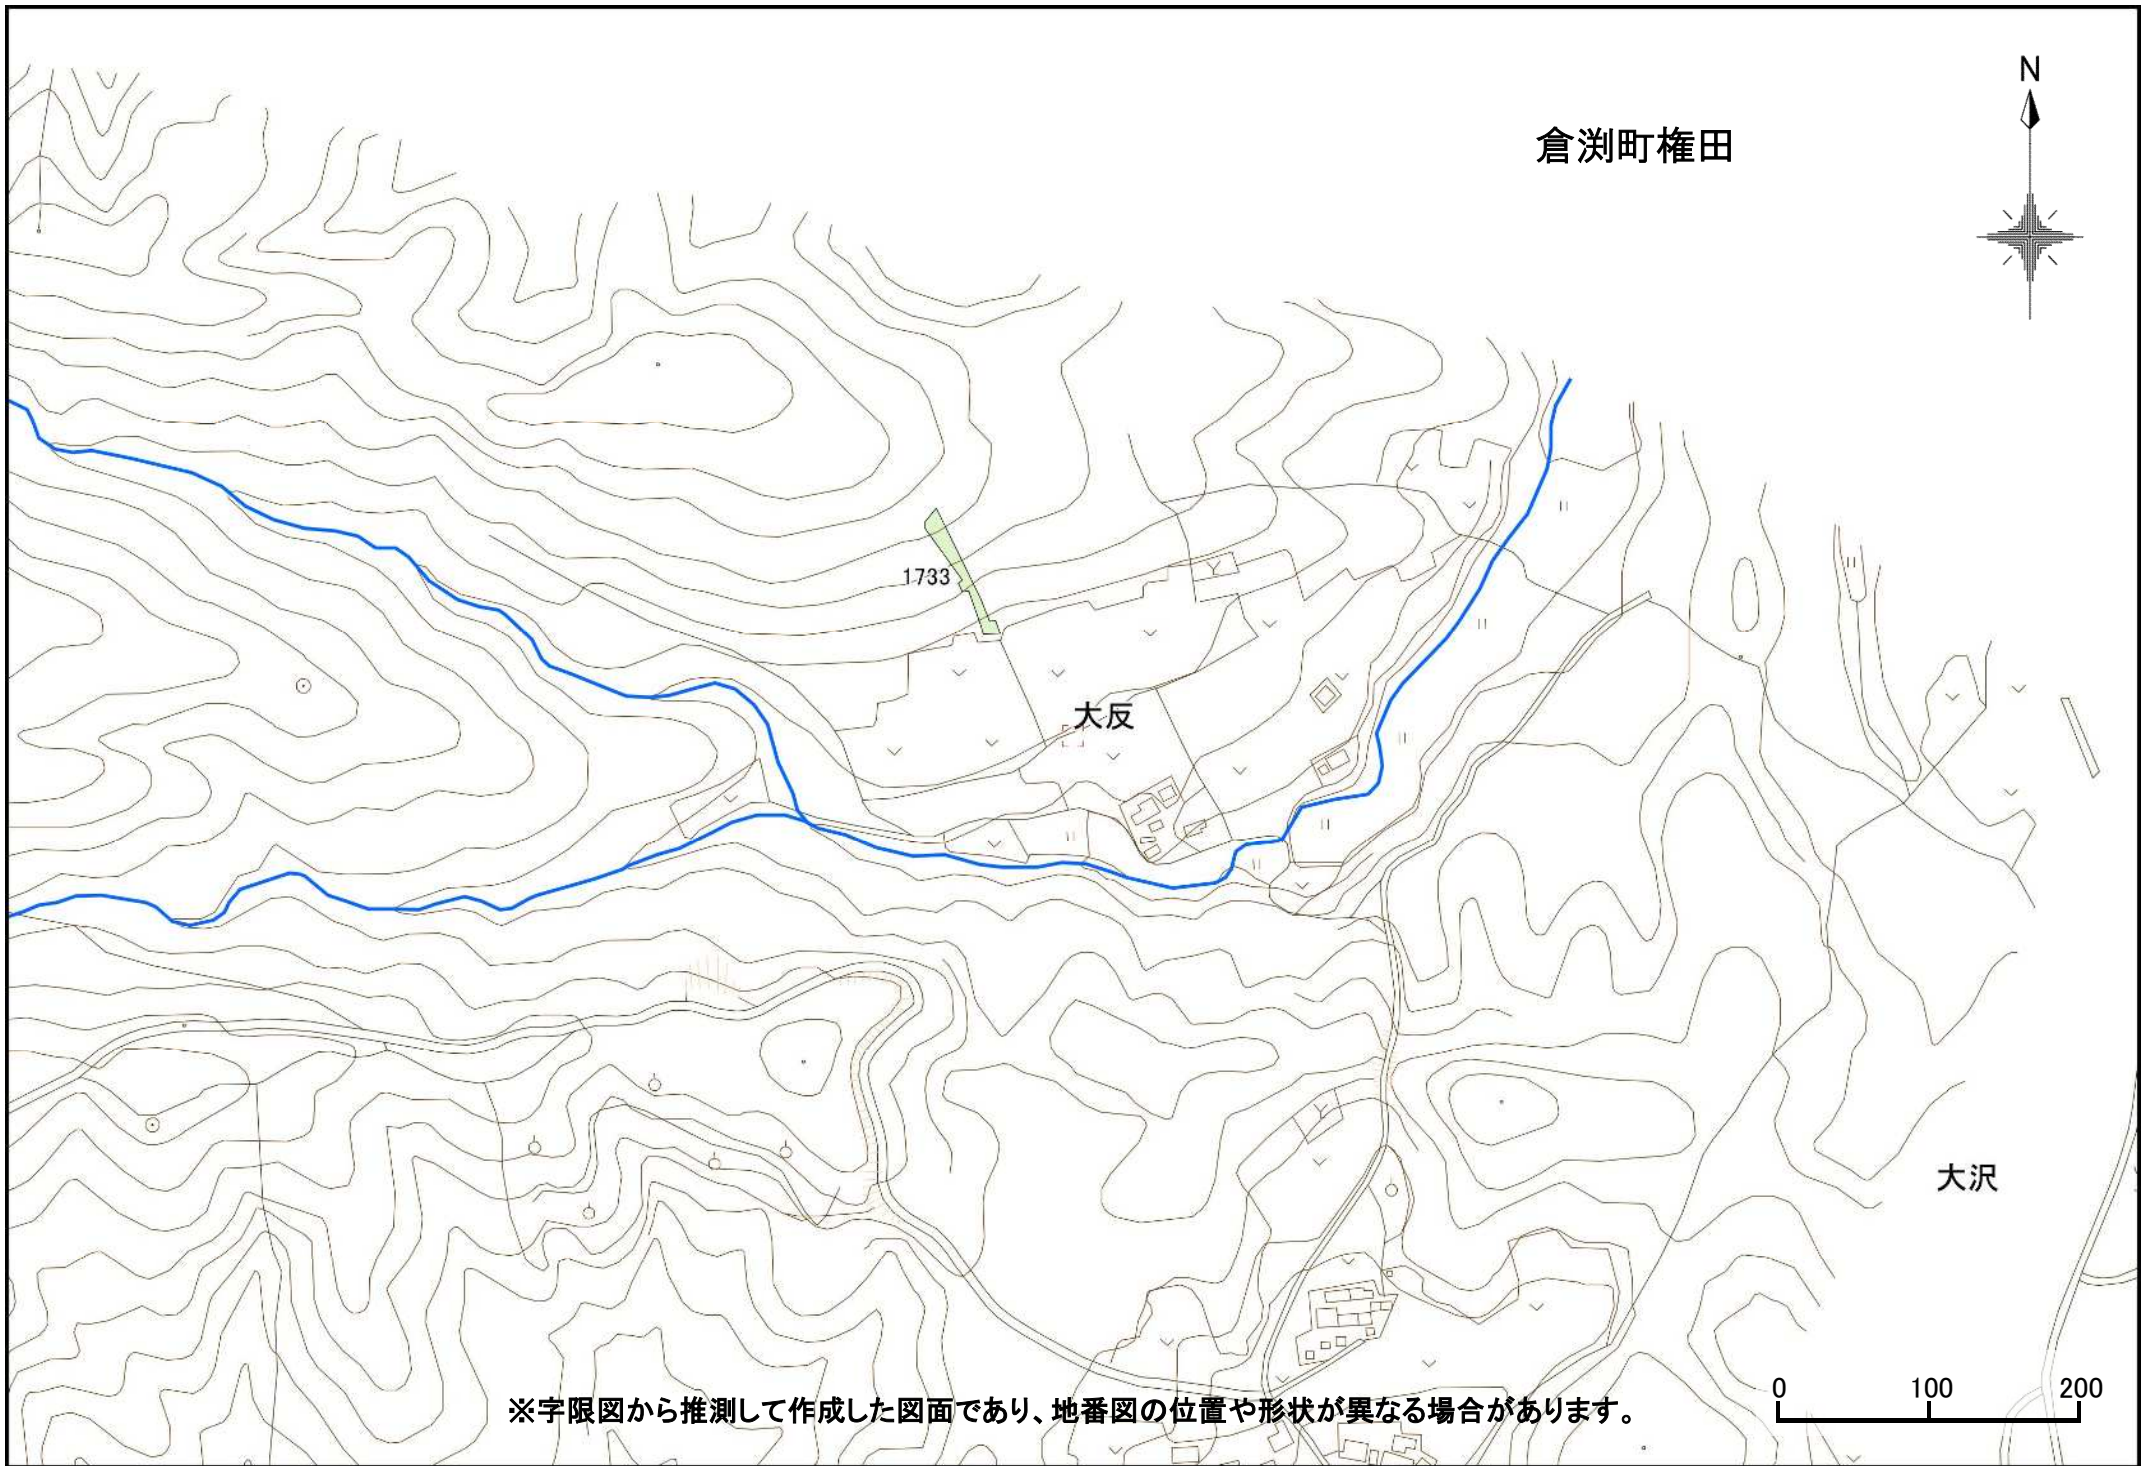 N
倉渕町権田
1733
大反
大沢
0 100 200
※字限図から推測して作成した図面であり、地番図の位置や形状が異なる場合があります。